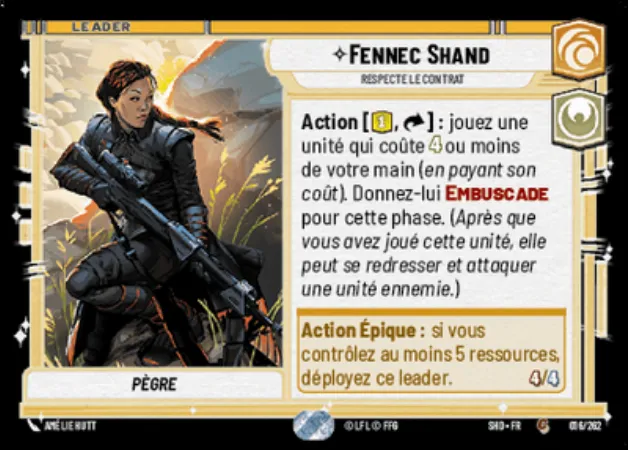 LEADER
FENNEC SHAND
RESPECTE LE CONTRAT
Action [1, ] : jouez une
unité qui coûte 4 ou moins
de votre main (en payant son
coût). Donnez-lui EMBUSCADE
pour cette phase. (Après que
vous avez joué cette unité, elle
peut se redresser et attaquer
une unité ennemie.)
Action Épique : si vous
contrôlez au moins 5 ressources,
déployez ce leader. 4/4
PÈGRE
AMÉLIE HUTT
© LFL © FFG
SHD • FR
016/262